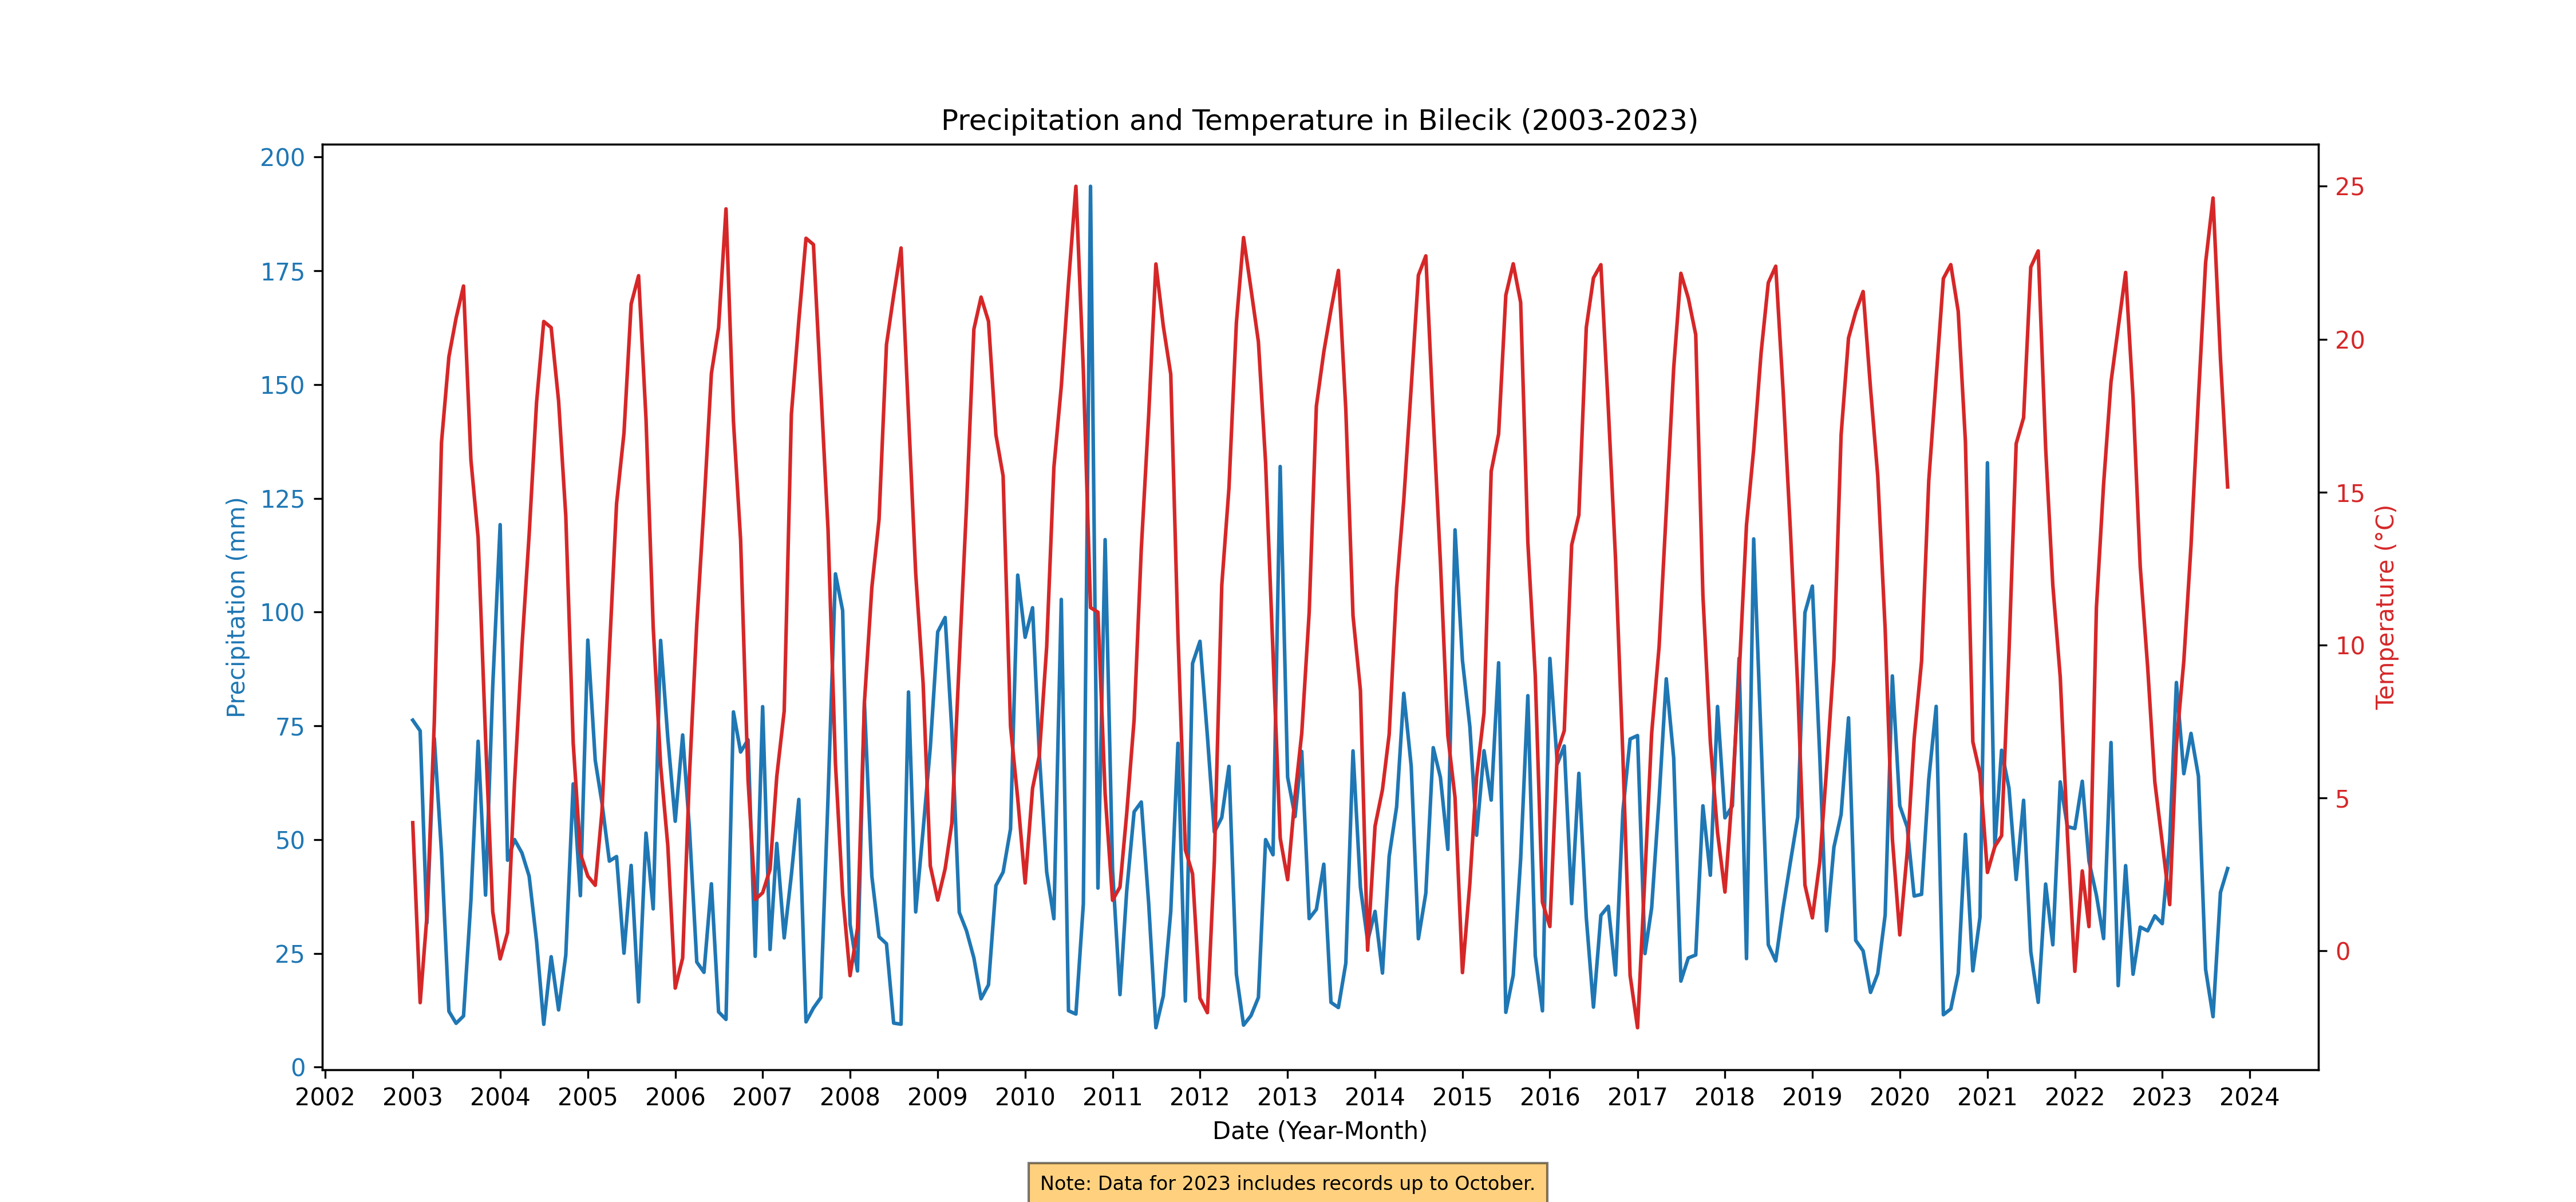 Precipitation and Temperature in Bilecik (2003-2023)
200
175
150
125
100
75
50
25
0
Precipitation (mm)
25
20
15
10
5
0
Temperature (°C)
2002 2003 2004 2005 2006 2007 2008 2009 2010 2011 2012 2013 2014 2015 2016 2017 2018 2019 2020 2021 2022 2023 2024
Date (Year-Month)
Note: Data for 2023 includes records up to October.